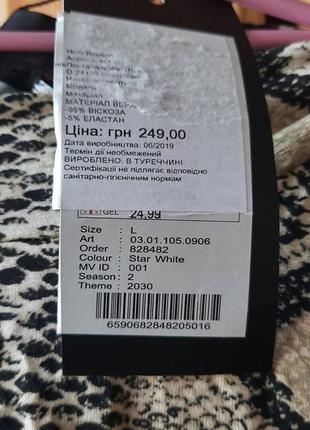 МАТЕРІАЛ ВЕРХ
-95% ВІСКОЗА
-5% ЕЛАСТАН
Ціна: грн 249,00
Дата виробництва: 06/2019
Термін дії необмежений
ВИРОБЛЕНО: В ТУРЕЧЧИНІ
Сертифікації не підлягає відповідно
санітарно-гігієнічним нормам
GEL 24,99
Size : L
Art : 03.01.105.0906
Order : 828482
Colour : Star White
MV ID : 001
Season : 2
Theme : 2030
6590682848205016